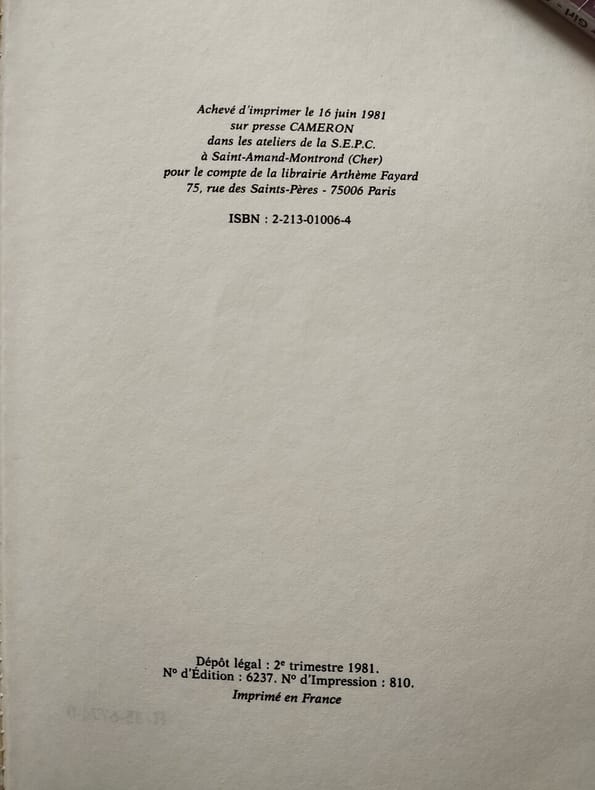 Achevé d'imprimer le 16 juin 1981
sur presse CAMERON
dans les ateliers de la S.E.P.C.
à Saint-Amand-Montrond (Cher)
pour le compte de la librairie Arthème Fayard
75, rue des Saints-Pères - 75006 Paris
ISBN : 2-213-01006-4
Dépôt légal : 2e trimestre 1981.
N° d'Édition : 6237. N° d'Impression : 810.
Imprimé en France